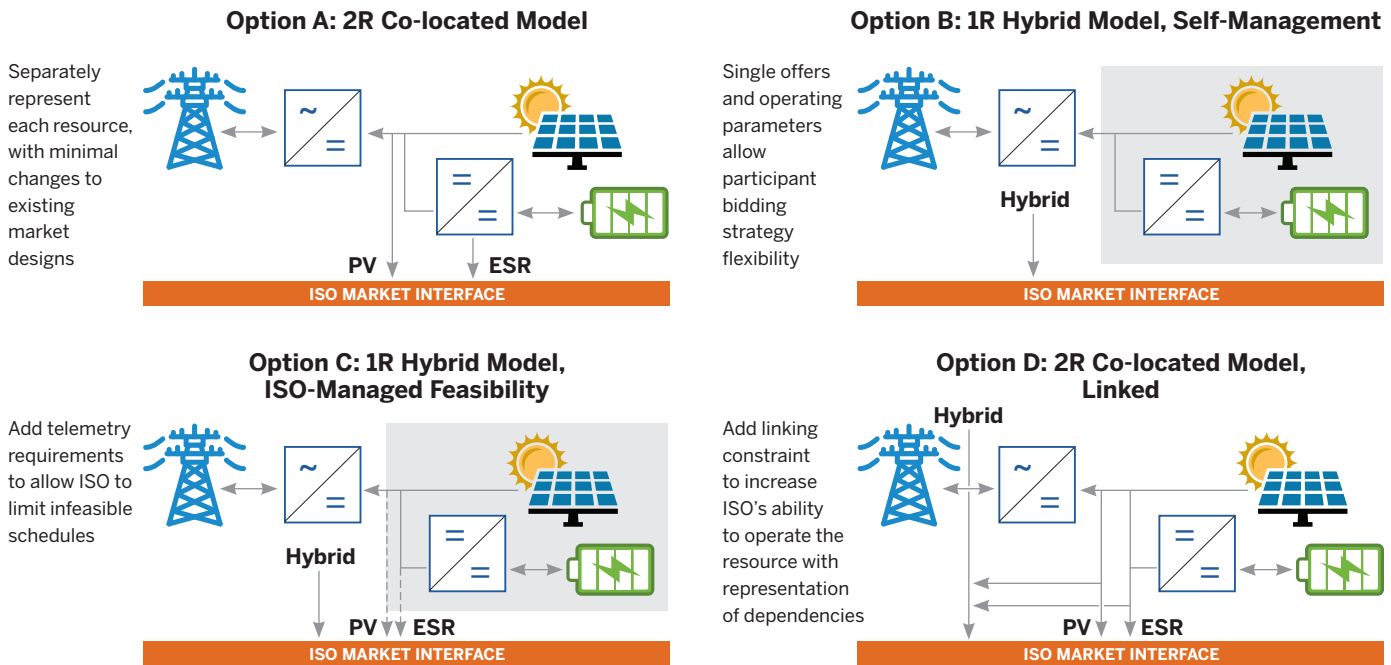 Option A: 2R Co-located Model
Separately
represent
each resource,
with minimal
changes to
existing
market
designs
~
=
=
=
PV
ESR
ISO MARKET INTERFACE
Option B: 1R Hybrid Model, Self-Management
Single offers
and operating
parameters
allow
participant
bidding
strategy
flexibility
~
=
=
=
Hybrid
ISO MARKET INTERFACE
Option C: 1R Hybrid Model,
ISO-Managed Feasibility
Add telemetry
requirements
to allow ISO to
limit infeasible
schedules
~
=
=
=
Hybrid
PV
ESR
ISO MARKET INTERFACE
Option D: 2R Co-located Model,
Linked
Hybrid
Add linking
constraint
to increase
ISO’s ability
to operate the
resource with
representation
of dependencies
~
=
=
=
PV
ESR
ISO MARKET INTERFACE